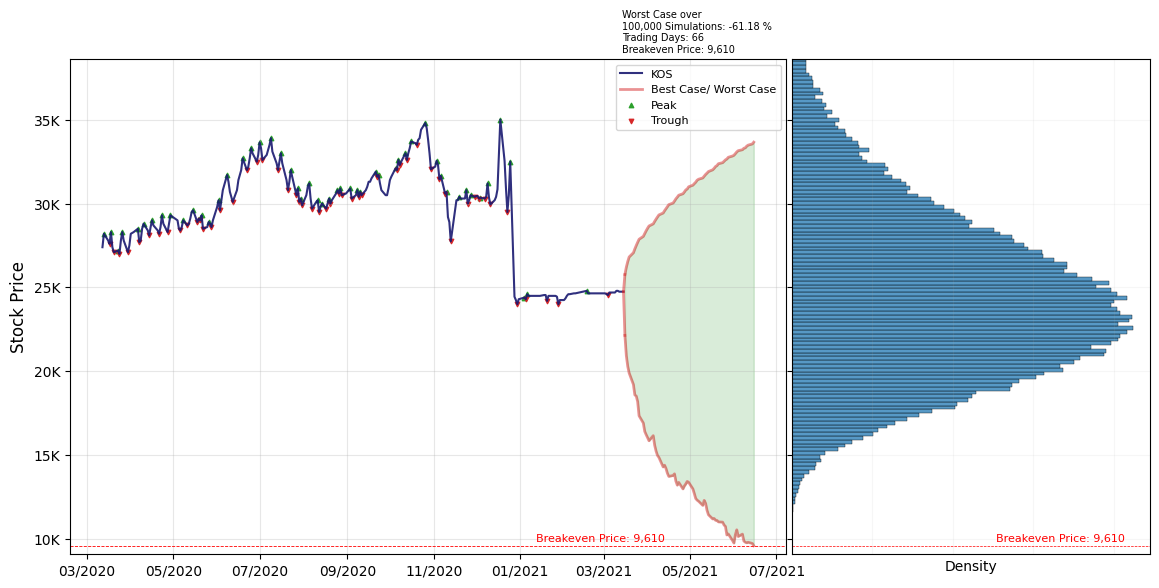 Worst Case over
100,000 Simulations: -61.18 %
Trading Days: 66
Breakeven Price: 9,610
KOS
Best Case/ Worst Case
Peak
Trough
Stock Price
35K
30K
25K
20K
15K
10K
Breakeven Price: 9,610
Breakeven Price: 9,610
03/2020
05/2020
07/2020
09/2020
11/2020
01/2021
03/2021
05/2021
07/2021
Density